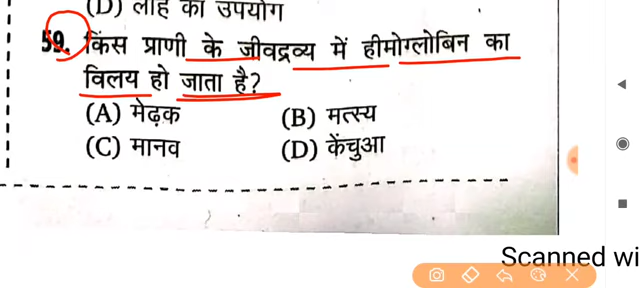 (D) लौह का उपयोग
59. किस प्राणी के जीवद्रव्य में हीमोग्लोबिन का
विलय हो जाता है?
(A) मेढ़क (B) मत्स्य
(C) मानव (D) केंचुआ
Scanned wi